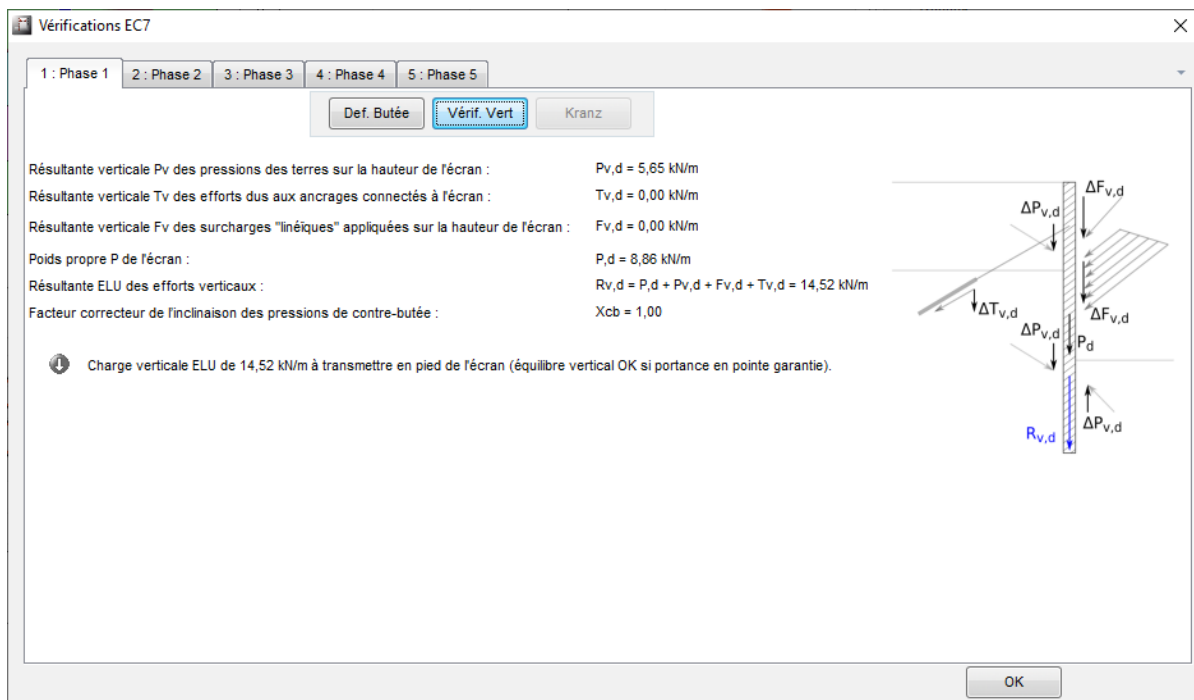 Vérifications EC7
1 : Phase 1 2 : Phase 2 3 : Phase 3 4 : Phase 4 5 : Phase 5
Def. Butée Vérif. Vert Kranz
Résultante verticale Pv des pressions des terres sur la hauteur de l'écran : Pv,d = 5,65 kN/m
Résultante verticale Tv des efforts dus aux ancrages connectés à l'écran : Tv,d = 0,00 kN/m
Résultante verticale Fv des surcharges "linéïques" appliquées sur la hauteur de l'écran : Fv,d = 0,00 kN/m
Poids propre P de l'écran : P,d = 8,86 kN/m
Résultante ELU des efforts verticaux : Rv,d = P,d + Pv,d + Fv,d + Tv,d = 14,52 kN/m
Facteur correcteur de l'inclinaison des pressions de contre-butée : Xcb = 1,00
Charge verticale ELU de 14,52 kN/m à transmettre en pied de l'écran (équilibre vertical OK si portance en pointe garantie).
ΔFv,d
ΔPv,d
ΔTv,d
ΔFv,d
ΔPv,d
Pd
ΔPv,d
Rv,d
OK